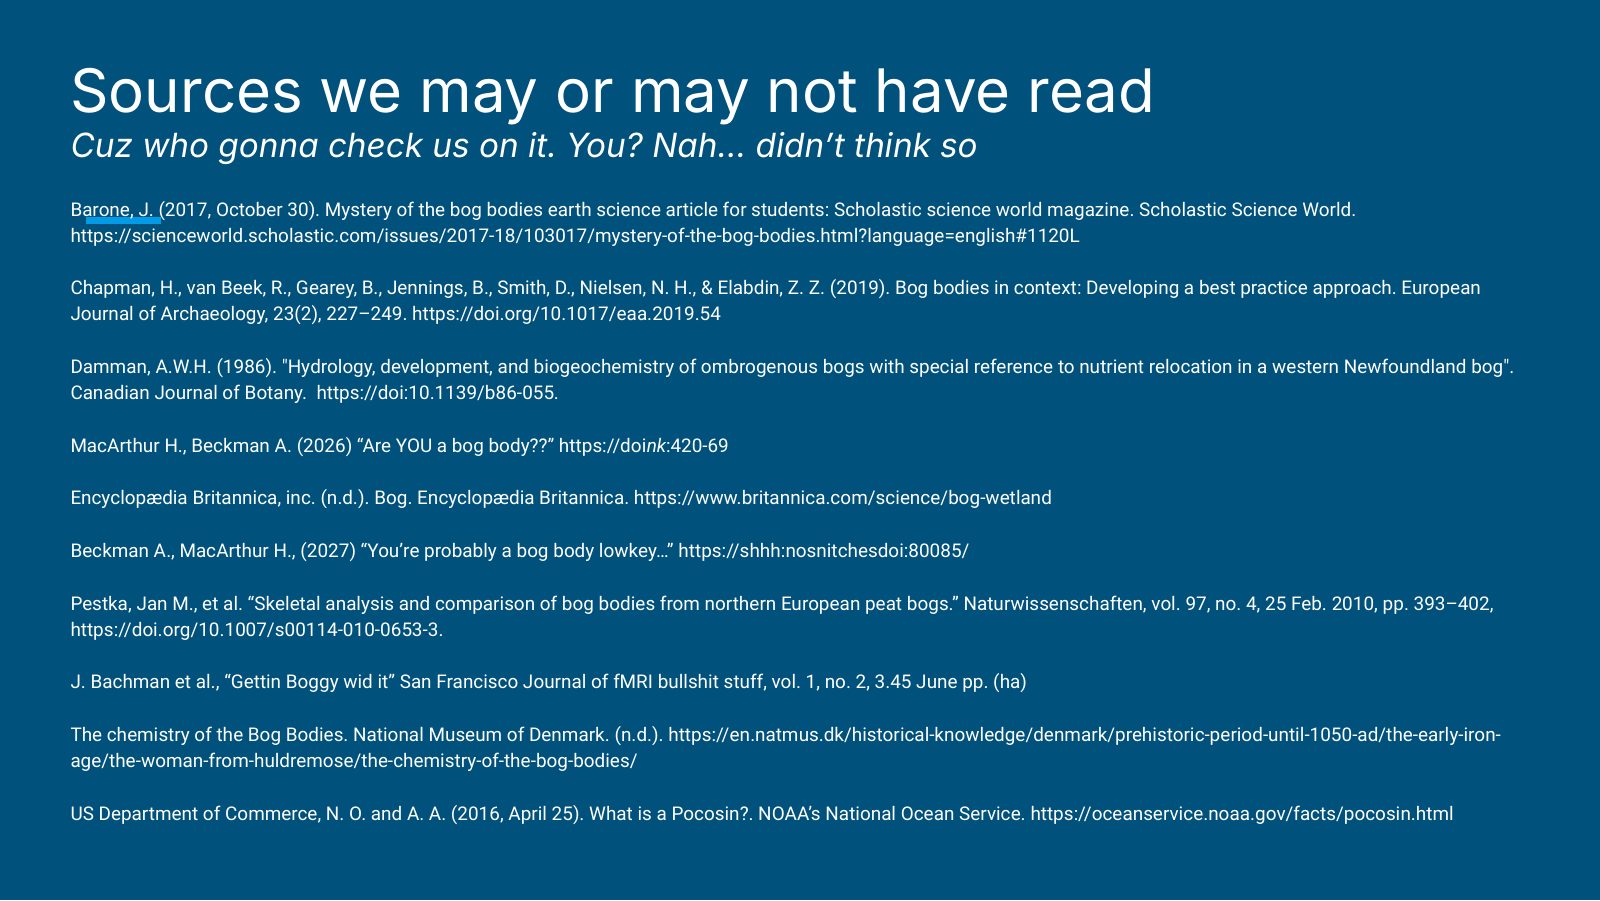 Sources we may or may not have read
Cuz who gonna check us on it. You? Nah... didn’t think so
Barone, J. (2017, October 30). Mystery of the bog bodies earth science article for students: Scholastic science world magazine. Scholastic Science World.
https://scienceworld.scholastic.com/issues/2017-18/103017/mystery-of-the-bog-bodies.html?language=english#1120L
Chapman, H., van Beek, R., Gearey, B., Jennings, B., Smith, D., Nielsen, N. H., & Elabdin, Z. Z. (2019). Bog bodies in context: Developing a best practice approach. European
Journal of Archaeology, 23(2), 227–249. https://doi.org/10.1017/eaa.2019.54
Damman, A.W.H. (1986). "Hydrology, development, and biogeochemistry of ombrogenous bogs with special reference to nutrient relocation in a western Newfoundland bog".
Canadian Journal of Botany.  https://doi:10.1139/b86-055.
MacArthur H., Beckman A. (2026) “Are YOU a bog body??” https://doink:420-69
Encyclopædia Britannica, inc. (n.d.). Bog. Encyclopædia Britannica. https://www.britannica.com/science/bog-wetland
Beckman A., MacArthur H., (2027) “You’re probably a bog body lowkey…” https://shhh:nosnitchesdoi:80085/
Pestka, Jan M., et al. “Skeletal analysis and comparison of bog bodies from northern European peat bogs.” Naturwissenschaften, vol. 97, no. 4, 25 Feb. 2010, pp. 393–402,
https://doi.org/10.1007/s00114-010-0653-3.
J. Bachman et al., “Gettin Boggy wid it” San Francisco Journal of fMRI bullshit stuff, vol. 1, no. 2, 3.45 June pp. (ha)
The chemistry of the Bog Bodies. National Museum of Denmark. (n.d.). https://en.natmus.dk/historical-knowledge/denmark/prehistoric-period-until-1050-ad/the-early-iron-
age/the-woman-from-huldremose/the-chemistry-of-the-bog-bodies/
US Department of Commerce, N. O. and A. A. (2016, April 25). What is a Pocosin?. NOAA’s National Ocean Service. https://oceanservice.noaa.gov/facts/pocosin.html